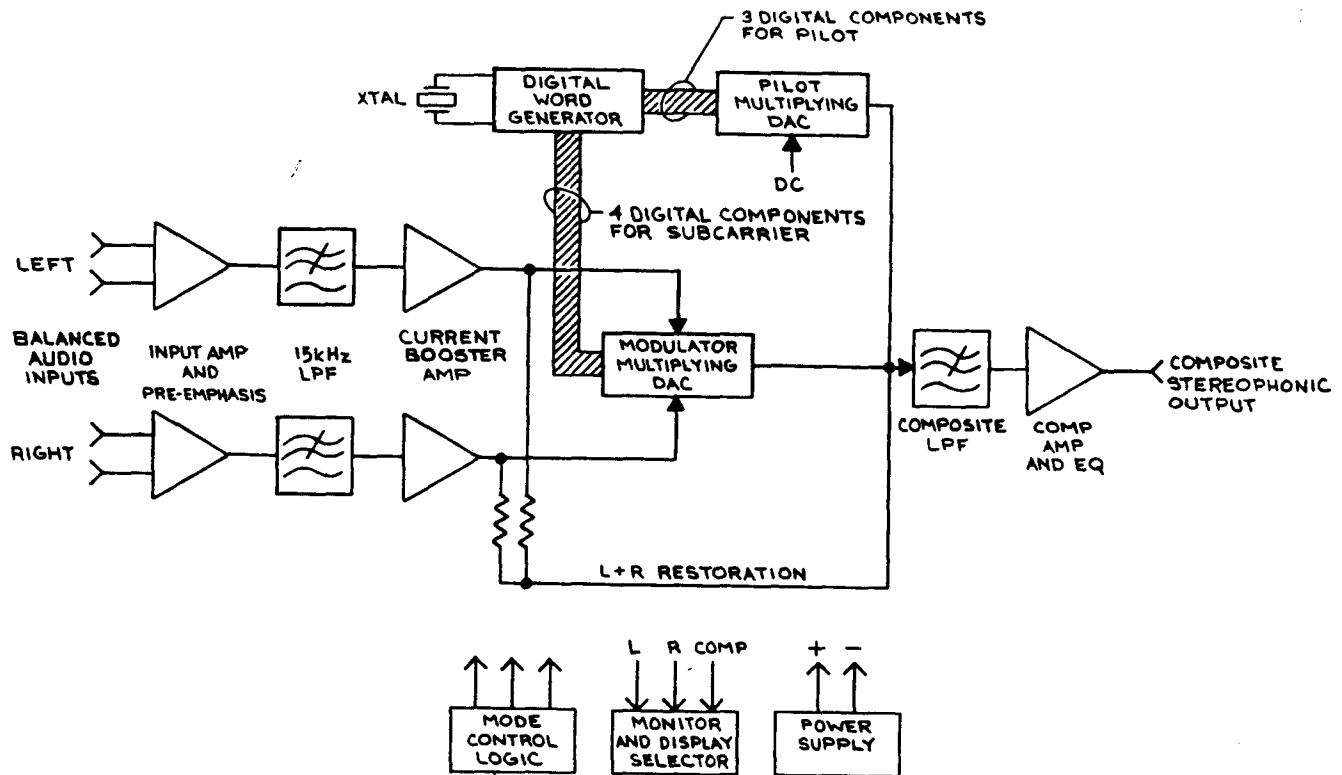 3 DIGITAL COMPONENTS
FOR PILOT
XTAL
DIGITAL
WORD
GENERATOR
PILOT
MULTIPLYING
DAC
DC
4 DIGITAL COMPONENTS
FOR SUBCARRIER
LEFT
BALANCED
AUDIO
INPUTS
INPUT AMP
AND
PRE-EMPHASIS
15kHz
LPF
CURRENT
BOOSTER
AMP
MODULATOR
MULTIPLYING
DAC
COMPOSITE
STEREOPHONIC
OUTPUT
COMPOSITE
LPF
COMP
AMP
AND EQ
RIGHT
L+R RESTORATION
L R COMP
+ −
MODE
CONTROL
LOGIC
MONITOR
AND DISPLAY
SELECTOR
POWER
SUPPLY